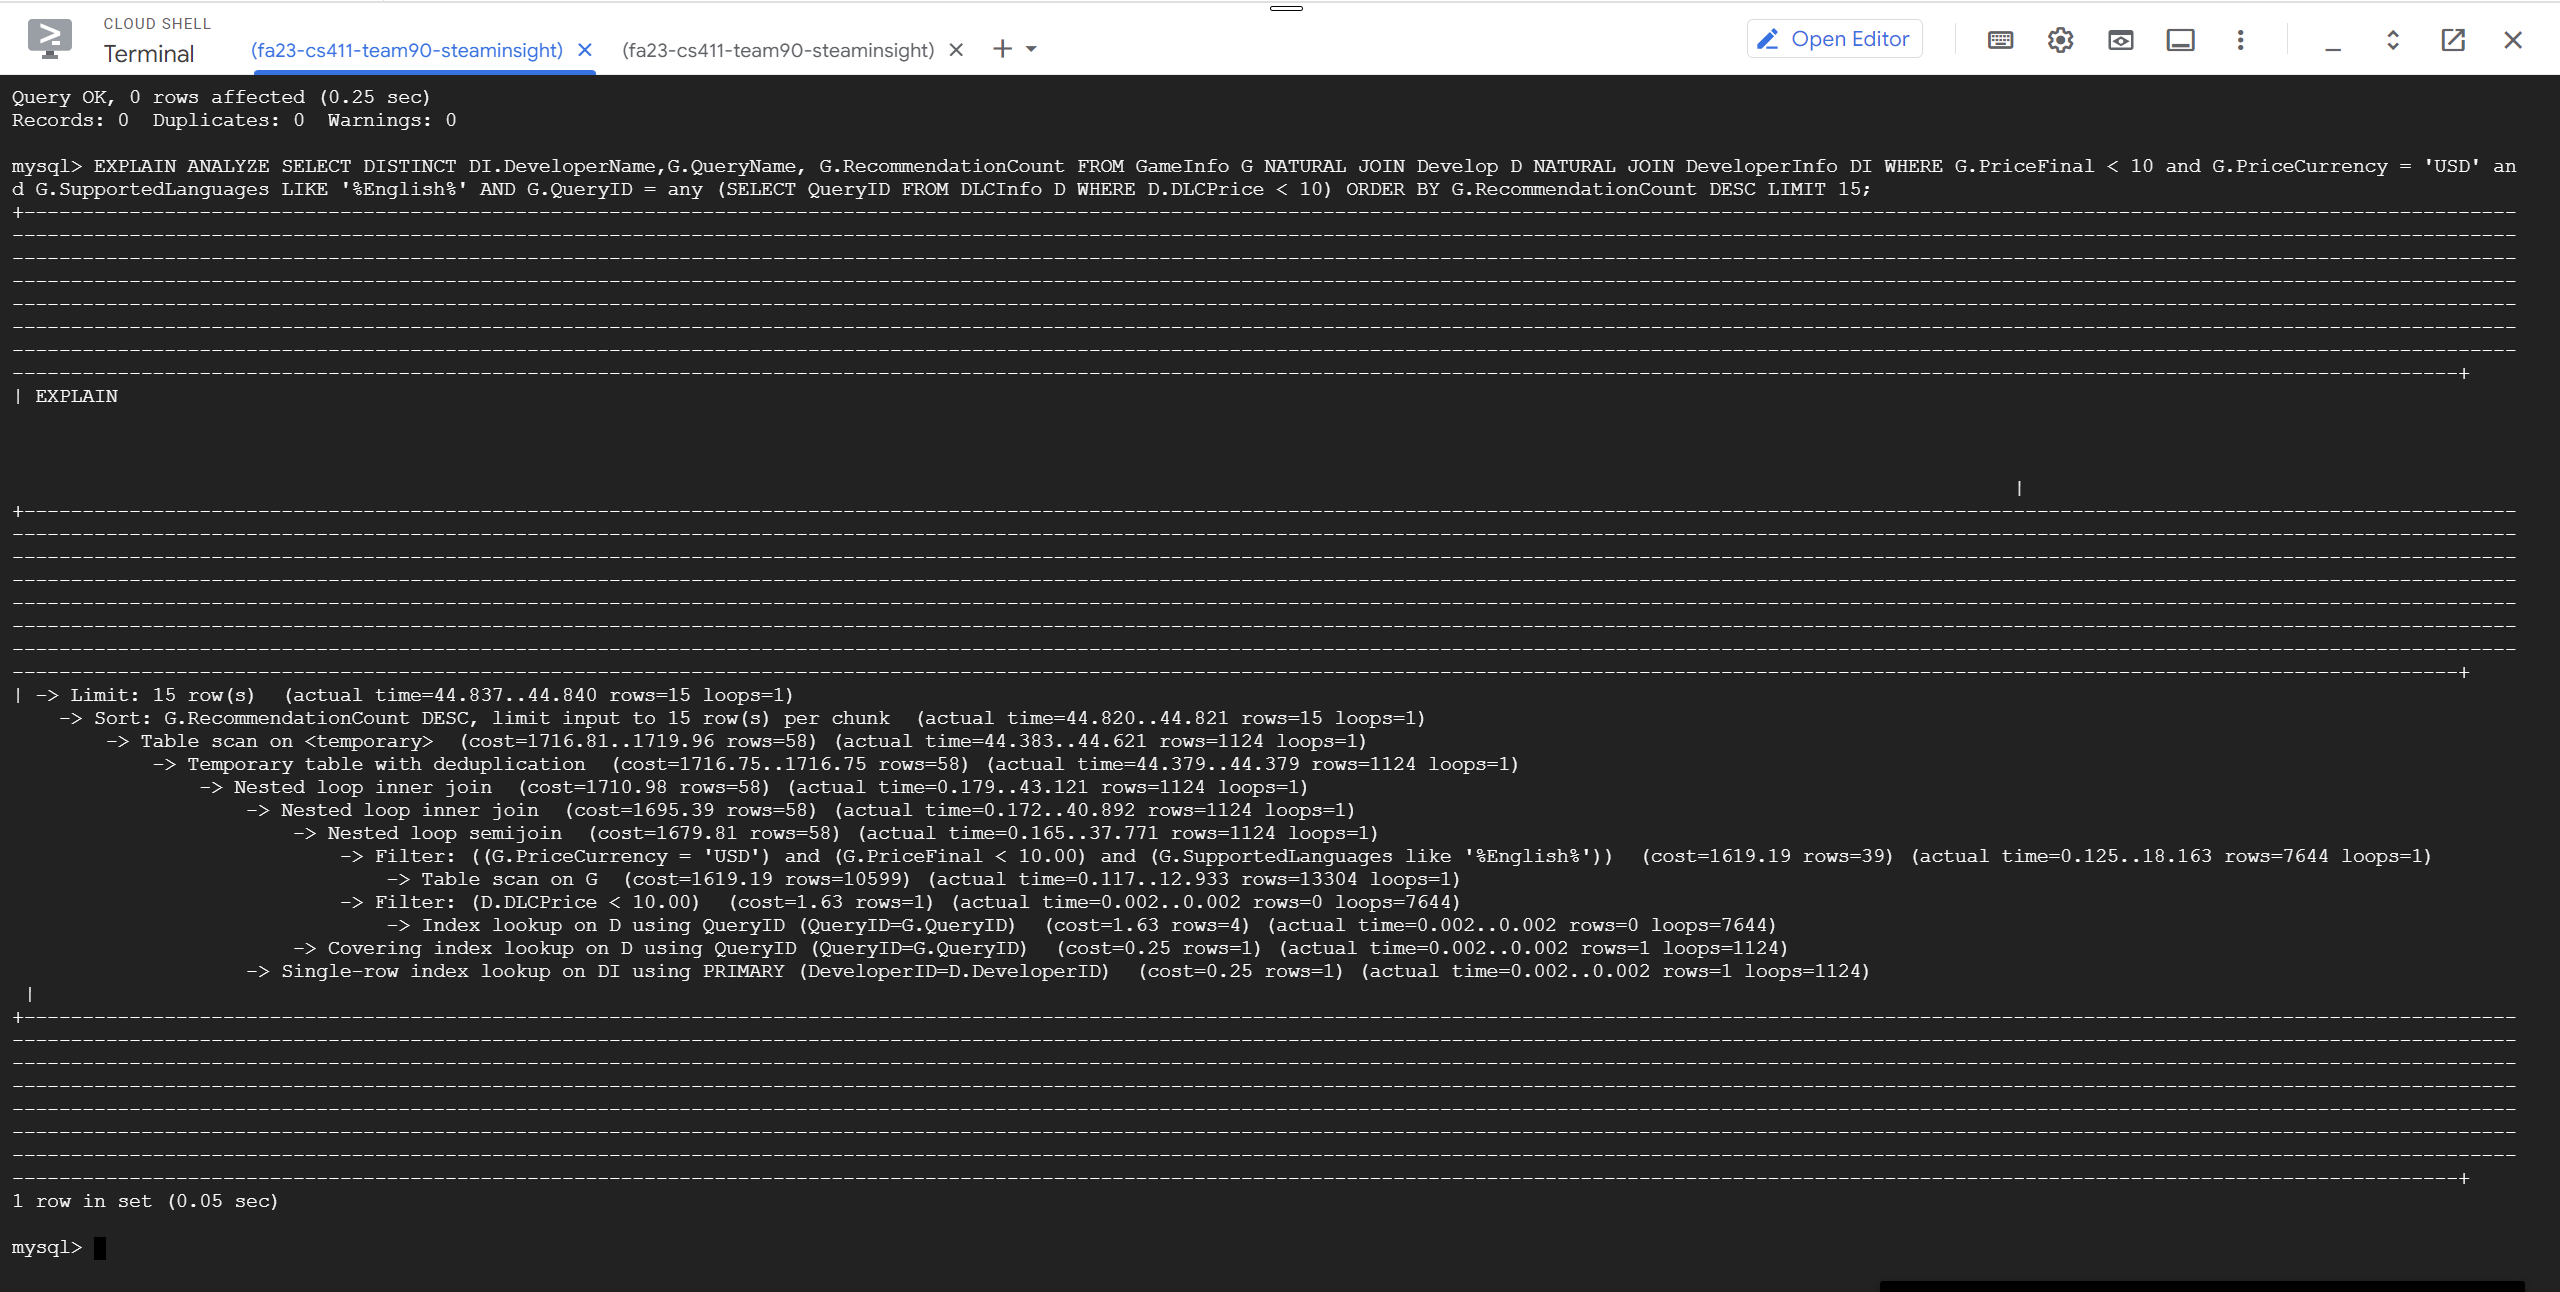 CLOUD SHELL
Terminal
(fa23-cs411-team90-steaminsight)
(fa23-cs411-team90-steaminsight)
Open Editor
Query OK, 0 rows affected (0.25 sec)
Records: 0  Duplicates: 0  Warnings: 0
mysql> EXPLAIN ANALYZE SELECT DISTINCT DI.DeveloperName,G.QueryName, G.RecommendationCount FROM GameInfo G NATURAL JOIN Develop D NATURAL JOIN DeveloperInfo DI WHERE G.PriceFinal < 10 and G.PriceCurrency = 'USD' an
d G.SupportedLanguages LIKE '%English%' AND G.QueryID = any (SELECT QueryID FROM DLCInfo D WHERE D.DLCPrice < 10) ORDER BY G.RecommendationCount DESC LIMIT 15;
| EXPLAIN
|
| -> Limit: 15 row(s)  (actual time=44.837..44.840 rows=15 loops=1)
    -> Sort: G.RecommendationCount DESC, limit input to 15 row(s) per chunk  (actual time=44.820..44.821 rows=15 loops=1)
        -> Table scan on <temporary>  (cost=1716.81..1719.96 rows=58) (actual time=44.383..44.621 rows=1124 loops=1)
            -> Temporary table with deduplication  (cost=1716.75..1716.75 rows=58) (actual time=44.379..44.379 rows=1124 loops=1)
                -> Nested loop inner join  (cost=1710.98 rows=58) (actual time=0.179..43.121 rows=1124 loops=1)
                    -> Nested loop inner join  (cost=1695.39 rows=58) (actual time=0.172..40.892 rows=1124 loops=1)
                        -> Nested loop semijoin  (cost=1679.81 rows=58) (actual time=0.165..37.771 rows=1124 loops=1)
                            -> Filter: ((G.PriceCurrency = 'USD') and (G.PriceFinal < 10.00) and (G.SupportedLanguages like '%English%'))  (cost=1619.19 rows=39) (actual time=0.125..18.163 rows=7644 loops=1)
                                -> Table scan on G  (cost=1619.19 rows=10599) (actual time=0.117..12.933 rows=13304 loops=1)
                            -> Filter: (D.DLCPrice < 10.00)  (cost=1.63 rows=1) (actual time=0.002..0.002 rows=0 loops=7644)
                                -> Index lookup on D using QueryID (QueryID=G.QueryID)  (cost=1.63 rows=4) (actual time=0.002..0.002 rows=0 loops=7644)
                        -> Covering index lookup on D using QueryID (QueryID=G.QueryID)  (cost=0.25 rows=1) (actual time=0.002..0.002 rows=1 loops=1124)
                    -> Single-row index lookup on DI using PRIMARY (DeveloperID=D.DeveloperID)  (cost=0.25 rows=1) (actual time=0.002..0.002 rows=1 loops=1124)
 |
1 row in set (0.05 sec)
mysql>